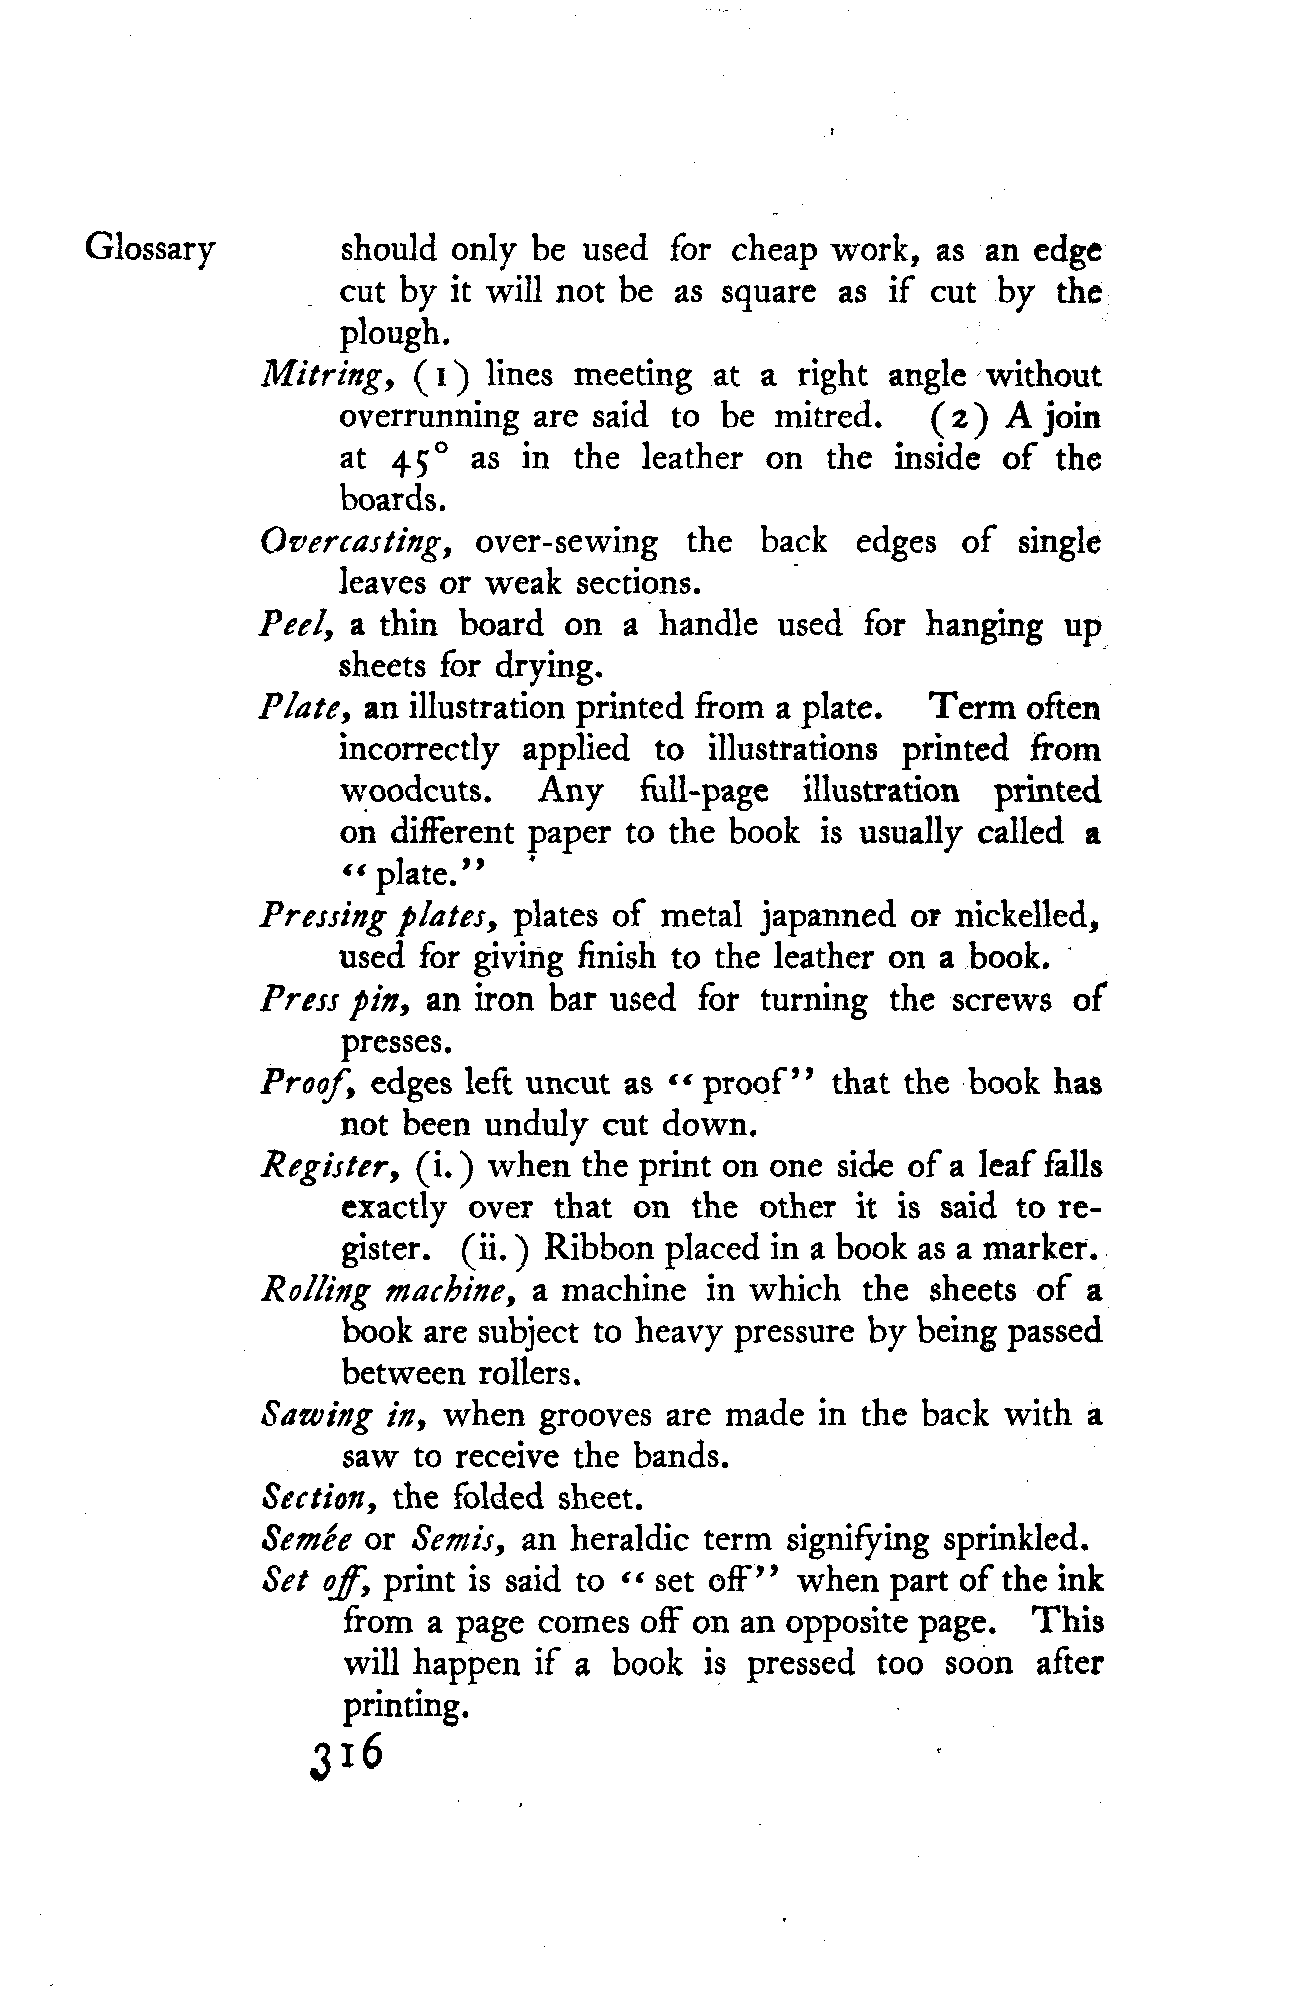 Glossary
should only be used for cheap work, as an edge
cut by it will not be as square as if cut by the
plough.
Mitring, (1) lines meeting at a right angle without
overrunning are said to be mitred. (2) A join
at 45° as in the leather on the inside of the
boards.
Overcasting, over-sewing the back edges of single
leaves or weak sections.
Peel, a thin board on a handle used for hanging up
sheets for drying.
Plate, an illustration printed from a plate. Term often
incorrectly applied to illustrations printed from
woodcuts. Any full-page illustration printed
on different paper to the book is usually called a
“plate.”
Pressing plates, plates of metal japanned or nickelled,
used for giving finish to the leather on a book.
Press pin, an iron bar used for turning the screws of
presses.
Proof, edges left uncut as “proof” that the book has
not been unduly cut down.
Register, (i.) when the print on one side of a leaf falls
exactly over that on the other it is said to re-
gister. (ii.) Ribbon placed in a book as a marker.
Rolling machine, a machine in which the sheets of a
book are subject to heavy pressure by being passed
between rollers.
Sawing in, when grooves are made in the back with a
saw to receive the bands.
Section, the folded sheet.
Semée or Semis, an heraldic term signifying sprinkled.
Set off, print is said to “set off” when part of the ink
from a page comes off on an opposite page. This
will happen if a book is pressed too soon after
printing.
316